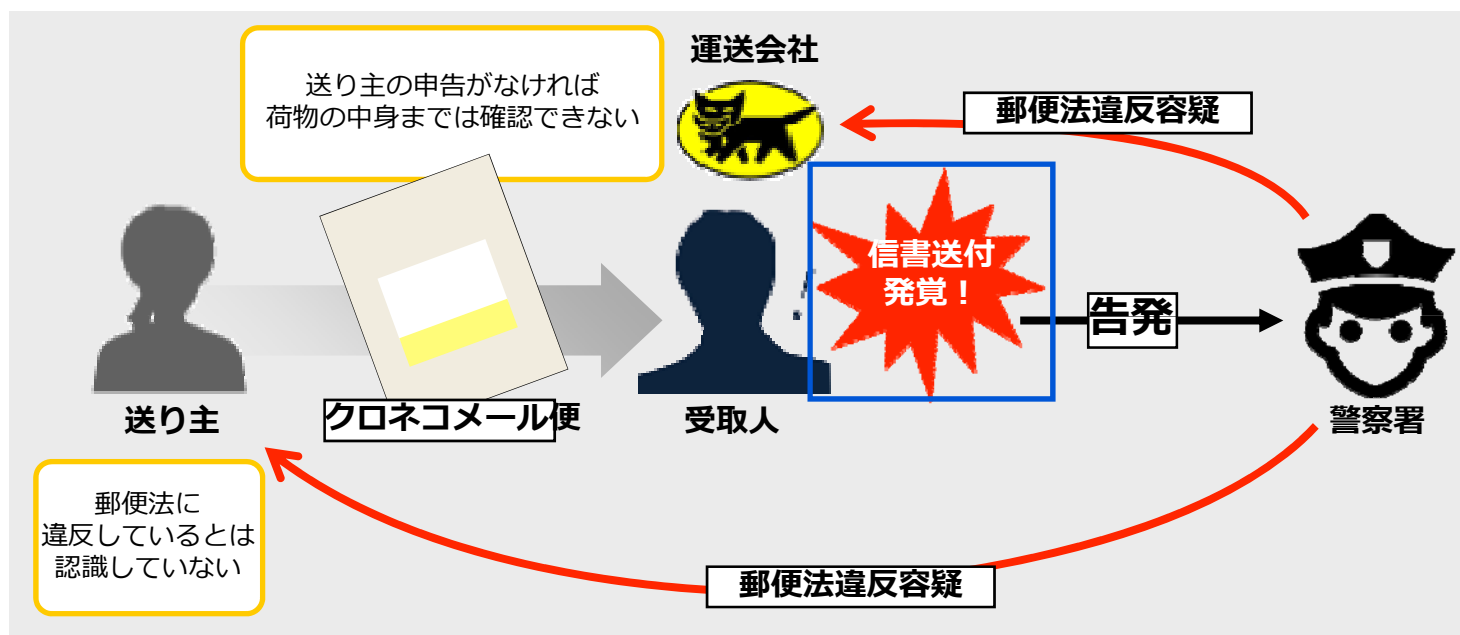 運送会社
送り主の申告がなければ
荷物の中身までは確認できない
郵便法違反容疑
信書送付
発覚！
告発
送り主
クロネコメール便
受取人
警察署
郵便法に
違反しているとは
認識していない
郵便法違反容疑